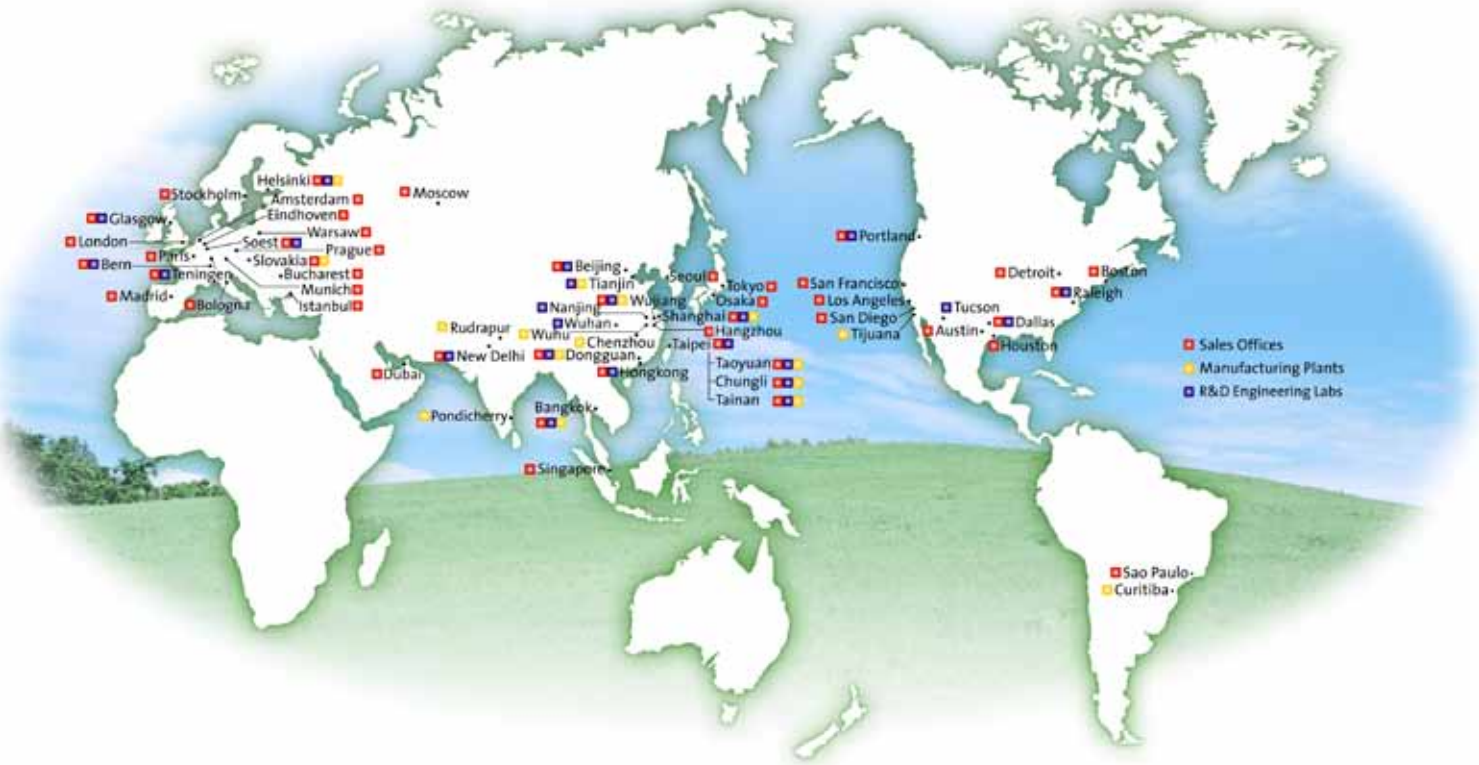 Helsinki
Stockholm
Amsterdam
Moscow
Eindhoven
Glasgow
Warsaw
London
Soest
Prague
Paris
Slovakia
Bern
Teningen
Bucharest
Munich
Madrid
Bologna
Istanbul
Dubai
Beijing
Seoul
Tianjin
Tokyo
Nanjing
Wujiang
Osaka
Shanghai
Wuhan
Rudrapur
Wuhu
Hangzhou
Chenzhou
Taipei
New Delhi
Dongguan
Taoyuan
Hongkong
Chungli
Tainan
Bangkok
Pondicherry
Singapore
Portland
San Francisco
Detroit
Boston
Los Angeles
Raleigh
San Diego
Tucson
Tijuana
Austin
Dallas
Houston
Sales Offices
Manufacturing Plants
R&D Engineering Labs
Sao Paulo
Curitiba